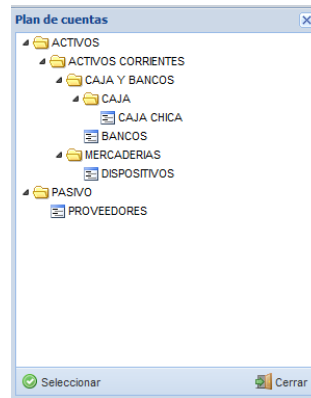 Plan de cuentas
ACTIVOS
ACTIVOS CORRIENTES
CAJA Y BANCOS
CAJA
CAJA CHICA
BANCOS
MERCADERIAS
DISPOSITIVOS
PASIVO
PROVEEDORES
Seleccionar Cerrar